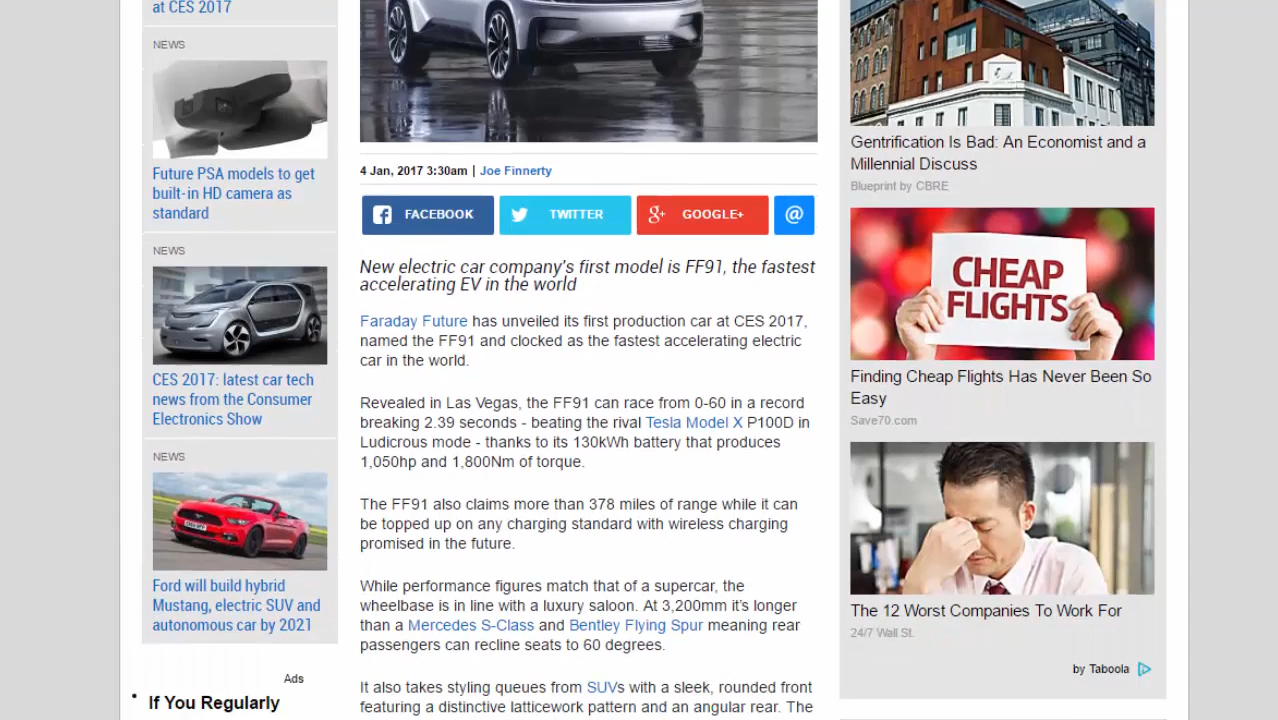 at CES 2017
NEWS
Future PSA models to get
built-in HD camera as
standard
NEWS
CES 2017: latest car tech
news from the Consumer
Electronics Show
NEWS
Ford will build hybrid
Mustang, electric SUV and
autonomous car by 2021
Ads
If You Regularly
4 Jan, 2017 3:30am | Joe Finnerty
FACEBOOK
TWITTER
GOOGLE+
@
New electric car company's first model is FF91, the fastest
accelerating EV in the world
Faraday Future has unveiled its first production car at CES 2017,
named the FF91 and clocked as the fastest accelerating electric
car in the world.
Revealed in Las Vegas, the FF91 can race from 0-60 in a record
breaking 2.39 seconds - beating the rival Tesla Model X P100D in
Ludicrous mode - thanks to its 130kWh battery that produces
1,050hp and 1,800Nm of torque.
The FF91 also claims more than 378 miles of range while it can
be topped up on any charging standard with wireless charging
promised in the future.
While performance figures match that of a supercar, the
wheelbase is in line with a luxury saloon. At 3,200mm it's longer
than a Mercedes S-Class and Bentley Flying Spur meaning rear
passengers can recline seats to 60 degrees.
It also takes styling queues from SUVs with a sleek, rounded front
featuring a distinctive latticework pattern and an angular rear. The
Gentrification Is Bad: An Economist and a
Millennial Discuss
Blueprint by CBRE
CHEAP
FLIGHTS
Finding Cheap Flights Has Never Been So
Easy
Save70.com
The 12 Worst Companies To Work For
24/7 Wall St.
by Taboola